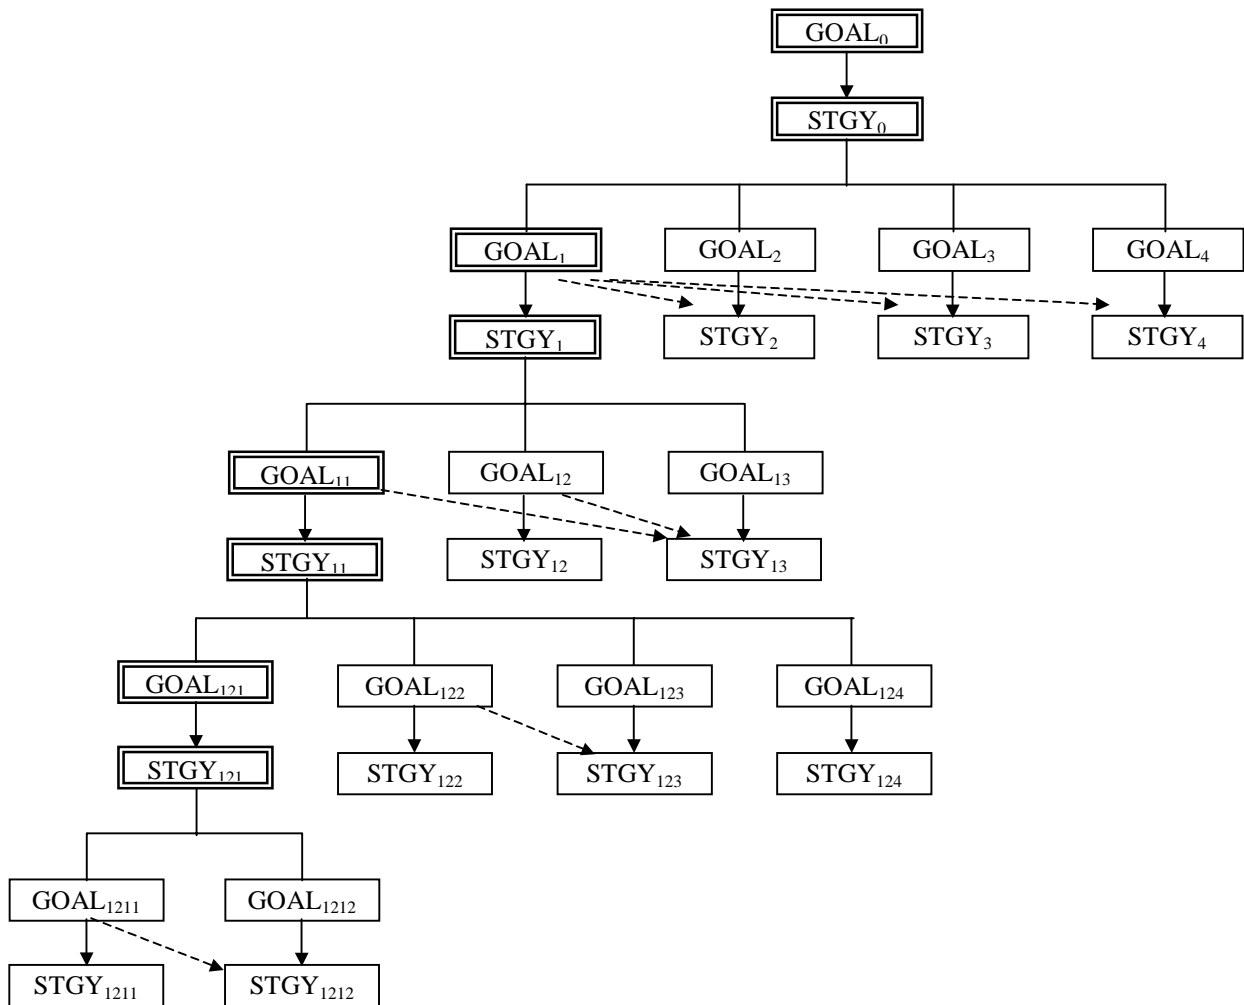 GOAL₀
STGY₀
GOAL₁ GOAL₂ GOAL₃ GOAL₄
STGY₁ STGY₂ STGY₃ STGY₄
GOAL₁₁ GOAL₁₂ GOAL₁₃
STGY₁₁ STGY₁₂ STGY₁₃
GOAL₁₂₁ GOAL₁₂₂ GOAL₁₂₃ GOAL₁₂₄
STGY₁₂₁ STGY₁₂₂ STGY₁₂₃ STGY₁₂₄
GOAL₁₂₁₁ GOAL₁₂₁₂
STGY₁₂₁₁ STGY₁₂₁₂